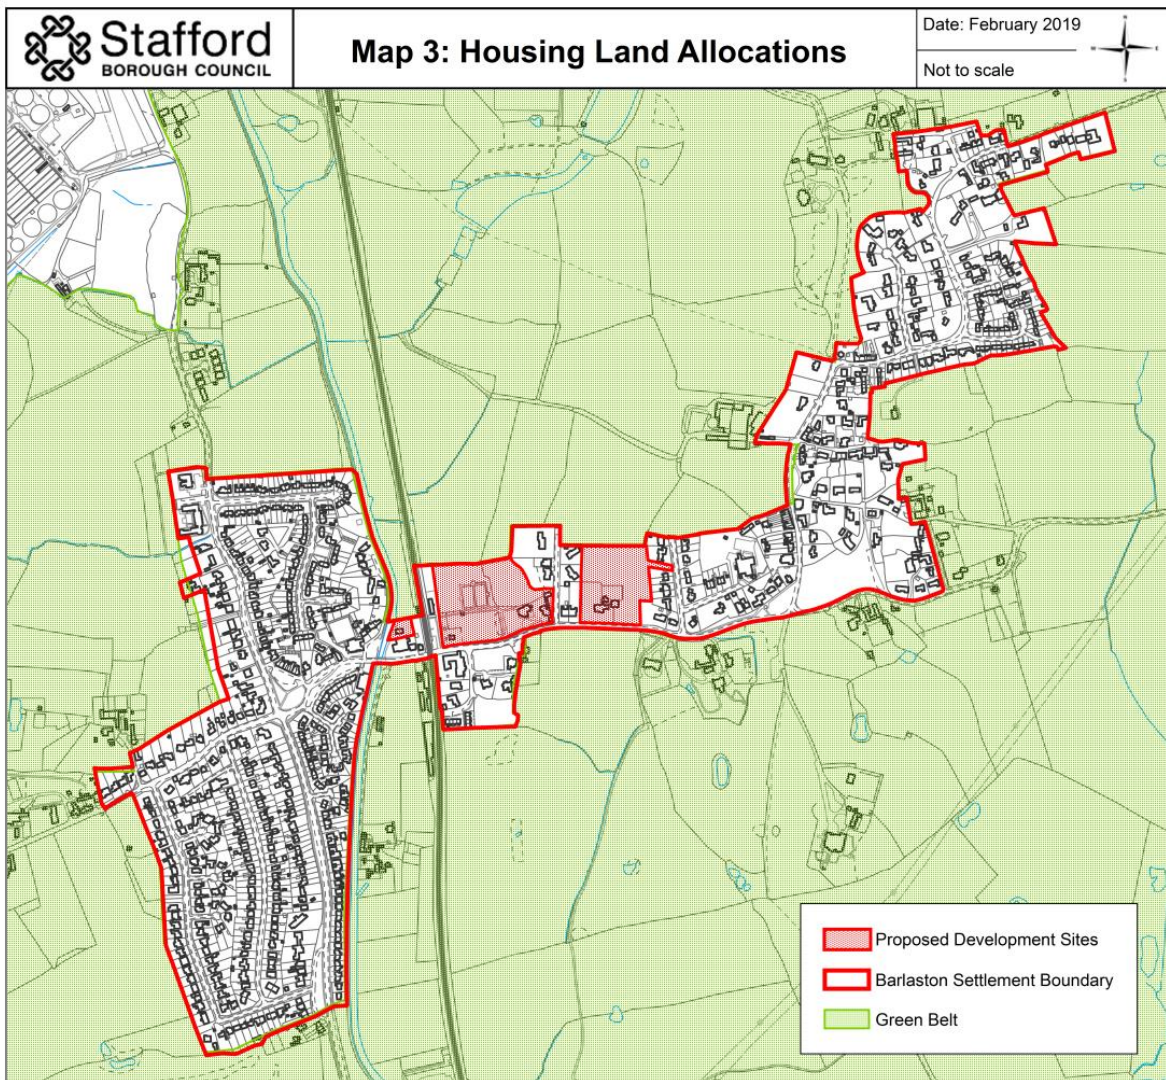 Stafford
BOROUGH COUNCIL
Map 3: Housing Land Allocations
Date: February 2019
Not to scale
Proposed Development Sites
Barlaston Settlement Boundary
Green Belt